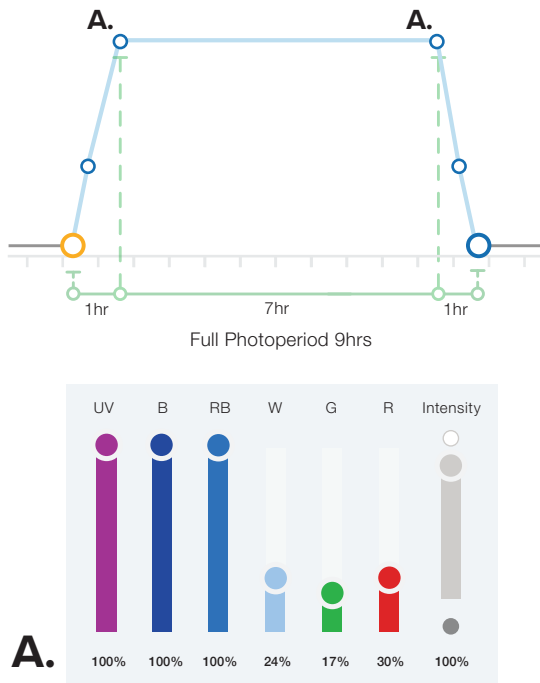 A. A.
1hr 7hr 1hr
Full Photoperiod 9hrs
UV B RB W G R Intensity
A. 100% 100% 100% 24% 17% 30% 100%